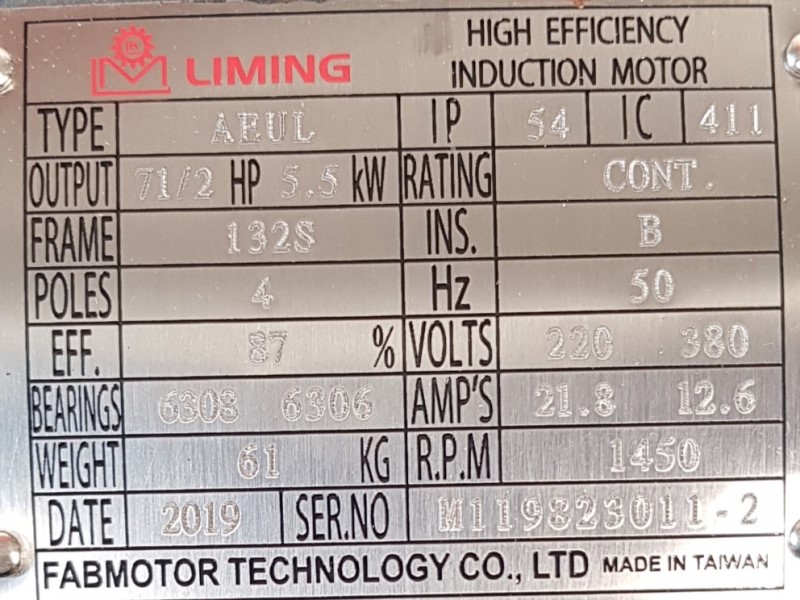 LIMING HIGH EFFICIENCY
INDUCTION MOTOR
TYPE AEUL IP 54 IC 411
OUTPUT 71/2 HP 5.5 kW RATING CONT.
FRAME 132S INS. B
POLES 4 Hz 50
EFF. 87 % VOLTS 220 380
BEARINGS 6308 6306 AMP'S 21.8 12.6
WEIGHT 61 KG R.P.M 1450
DATE 2019 SER.NO M119823011-2
FABMOTOR TECHNOLOGY CO., LTD MADE IN TAIWAN